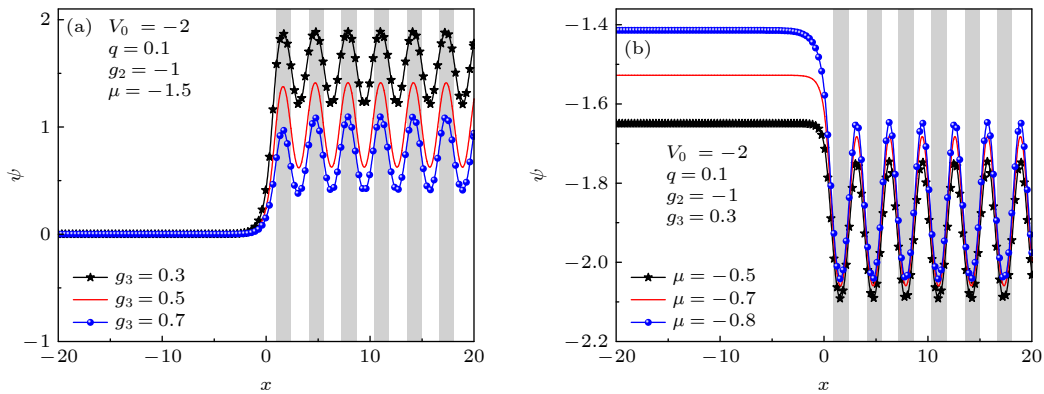 (a)
V₀ = −2
q = 0.1
g₂ = −1
μ = −1.5
2
1
0
−1
ψ
g₃ = 0.3
g₃ = 0.5
g₃ = 0.7
−20 −10 0 10 20
x
(b)
−1.4
−1.6
−1.8
−2.0
−2.2
ψ
V₀ = −2
q = 0.1
g₂ = −1
g₃ = 0.3
μ = −0.5
μ = −0.7
μ = −0.8
−20 −10 0 10 20
x